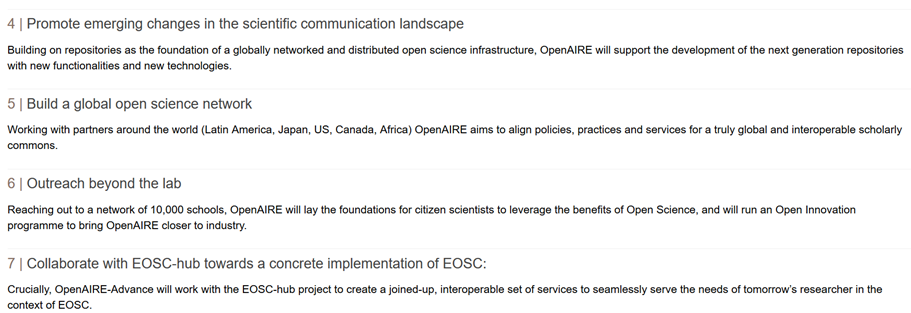 4 | Promote emerging changes in the scientific communication landscape
Building on repositories as the foundation of a globally networked and distributed open science infrastructure, OpenAIRE will support the development of the next generation repositories
with new functionalities and new technologies.
5 | Build a global open science network
Working with partners around the world (Latin America, Japan, US, Canada, Africa) OpenAIRE aims to align policies, practices and services for a truly global and interoperable scholarly
commons.
6 | Outreach beyond the lab
Reaching out to a network of 10,000 schools, OpenAIRE will lay the foundations for citizen scientists to leverage the benefits of Open Science, and will run an Open Innovation
programme to bring OpenAIRE closer to industry.
7 | Collaborate with EOSC-hub towards a concrete implementation of EOSC:
Crucially, OpenAIRE-Advance will work with the EOSC-hub project to create a joined-up, interoperable set of services to seamlessly serve the needs of tomorrow's researcher in the
context of EOSC.